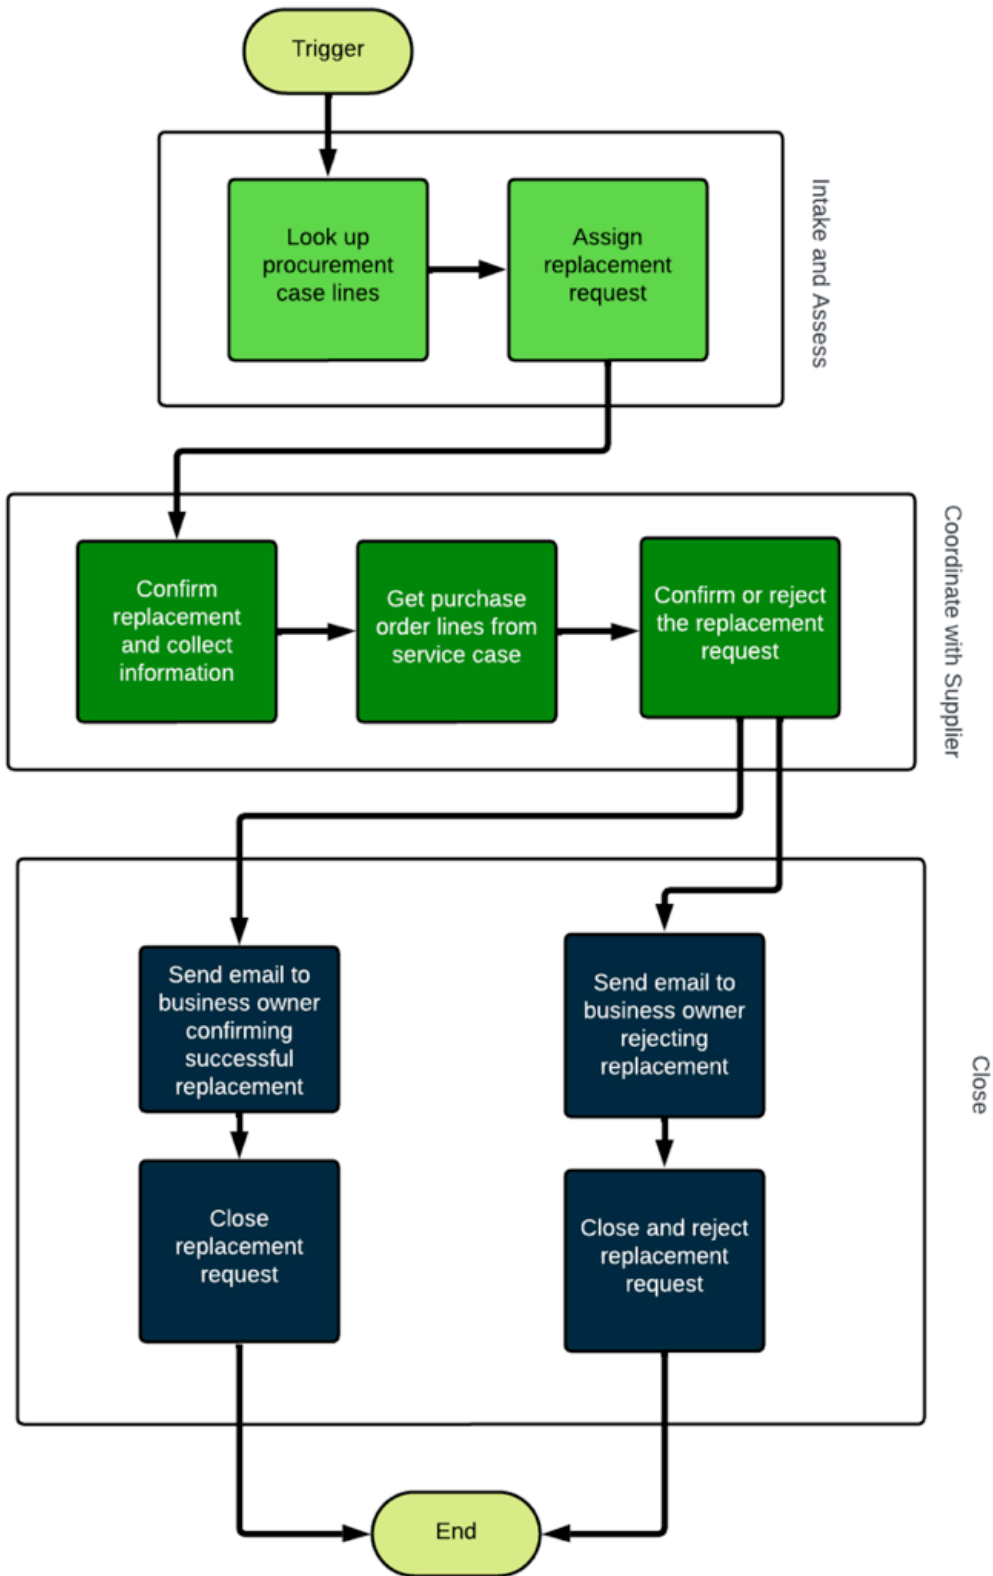 Trigger
Look up
procurement
case lines
Assign
replacement
request
Intake and Assess
Confirm
replacement
and collect
information
Get purchase
order lines from
service case
Confirm or reject
the replacement
request
Coordinate with Supplier
Send email to
business owner
confirming
successful
replacement
Send email to
business owner
rejecting
replacement
Close
replacement
request
Close and reject
replacement
request
Close
End